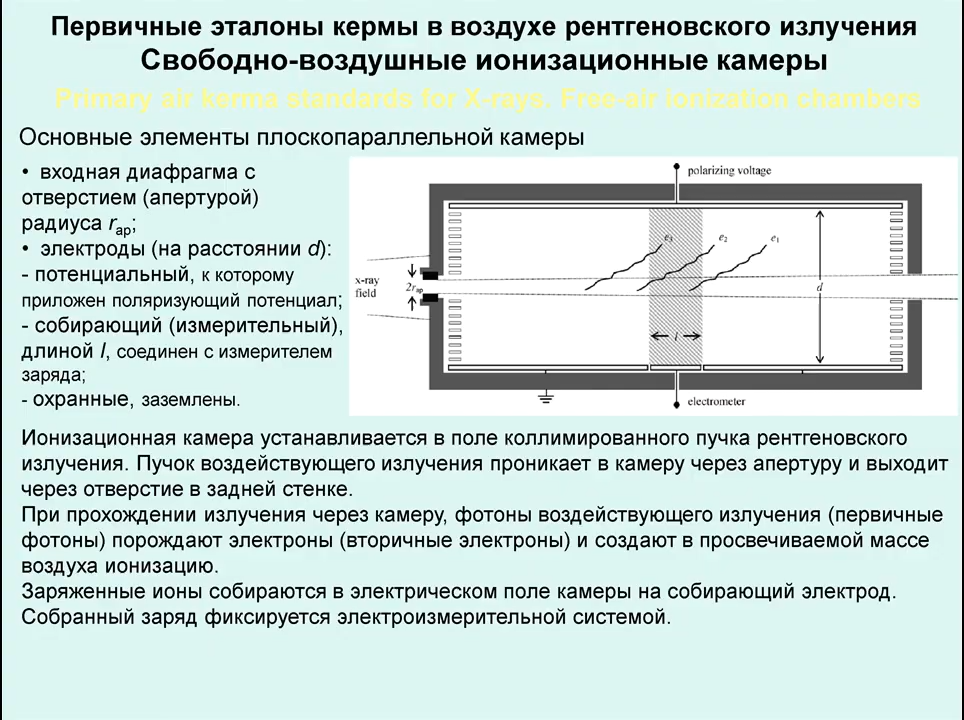 Первичные эталоны кермы в воздухе рентгеновского излучения
Свободно-воздушные ионизационные камеры
Primary air kerma standards for X-rays. Free-air ionization chambers
Основные элементы плоскопараллельной камеры
• входная диафрагма с
отверстием (апертурой)
радиуса rap;
• электроды (на расстоянии d):
- потенциальный, к которому
приложен поляризующий потенциал;
- собирающий (измерительный),
длиной l, соединен с измерителем
заряда;
- охранные, заземлены.
polarizing voltage
e3 e2 e1
x-ray
field
2rap
d
l
electrometer
Ионизационная камера устанавливается в поле коллимированного пучка рентгеновского
излучения. Пучок воздействующего излучения проникает в камеру через апертуру и выходит
через отверстие в задней стенке.
При прохождении излучения через камеру, фотоны воздействующего излучения (первичные
фотоны) порождают электроны (вторичные электроны) и создают в просвечиваемой массе
воздуха ионизацию.
Заряженные ионы собираются в электрическом поле камеры на собирающий электрод.
Собранный заряд фиксируется электроизмерительной системой.